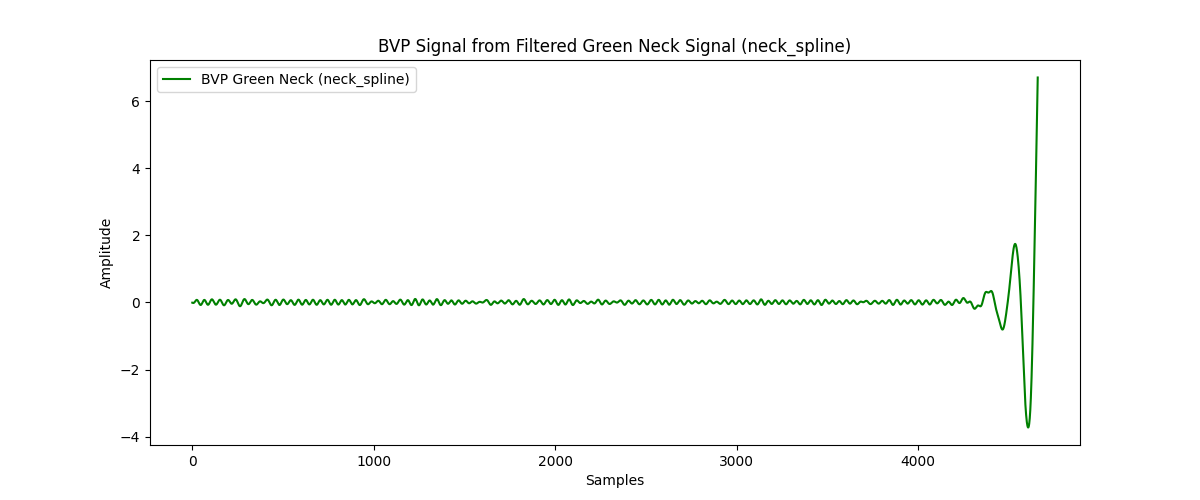 BVP Signal from Filtered Green Neck Signal (neck_spline)
BVP Green Neck (neck_spline)
6
4
2
0
−2
−4
Amplitude
0 1000 2000 3000 4000
Samples